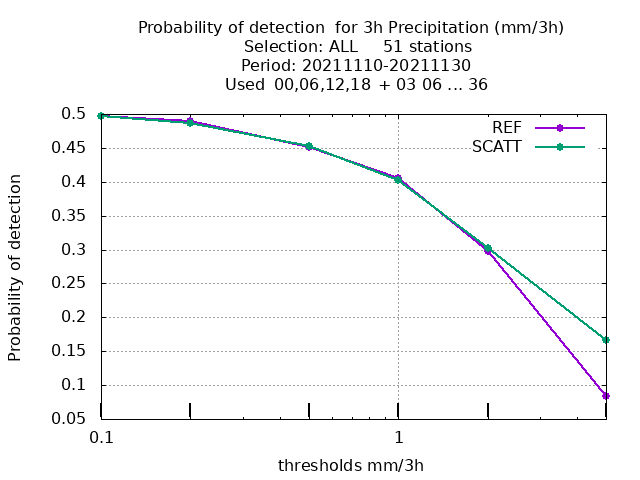 Probability of detection  for 3h Precipitation (mm/3h)
Selection: ALL     51 stations
Period: 20211110-20211130
Used  00,06,12,18 + 03 06 ... 36
REF
SCATT
0.5
0.45
0.4
0.35
0.3
0.25
0.2
0.15
0.1
0.05
Probability of detection
0.1
1
thresholds mm/3h